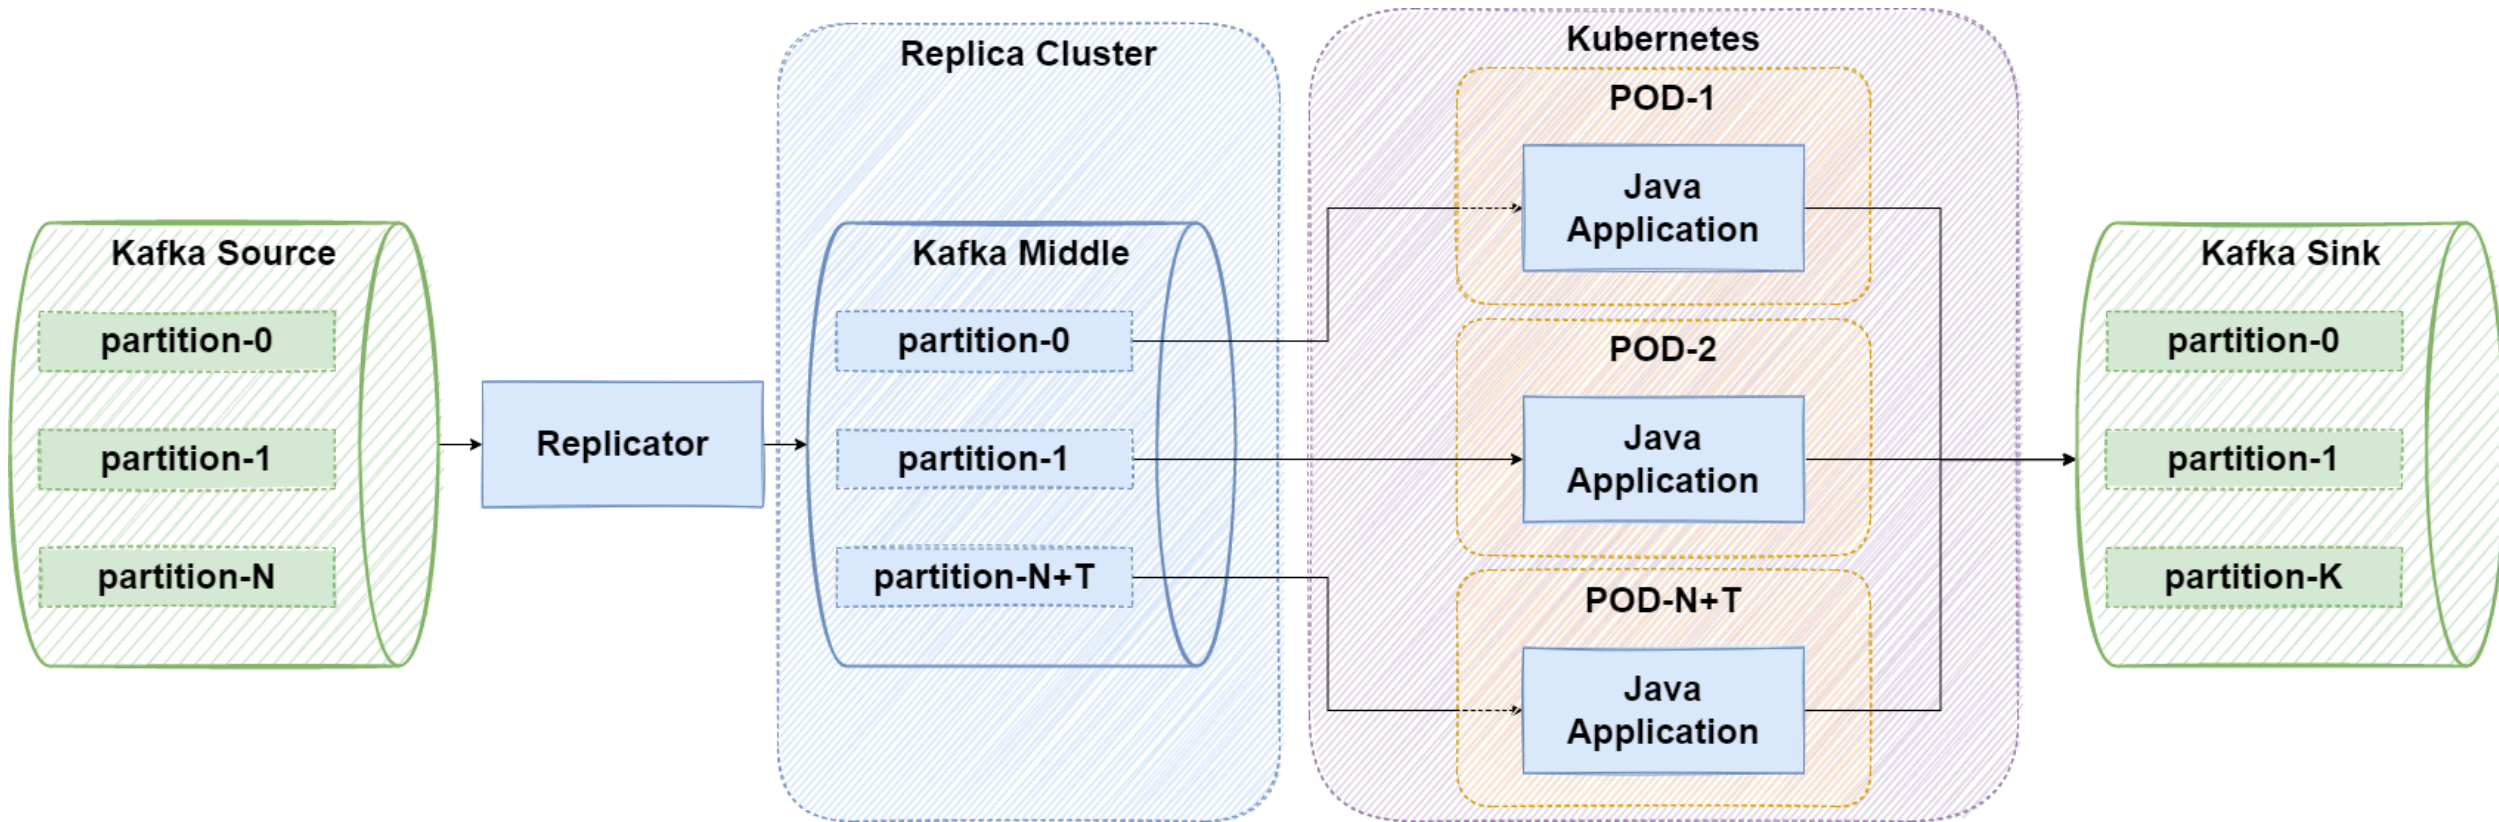 Kafka Source
partition-0
partition-1
partition-N
Replicator
Replica Cluster
Kafka Middle
partition-0
partition-1
partition-N+T
Kubernetes
POD-1
Java
Application
POD-2
Java
Application
POD-N+T
Java
Application
Kafka Sink
partition-0
partition-1
partition-K